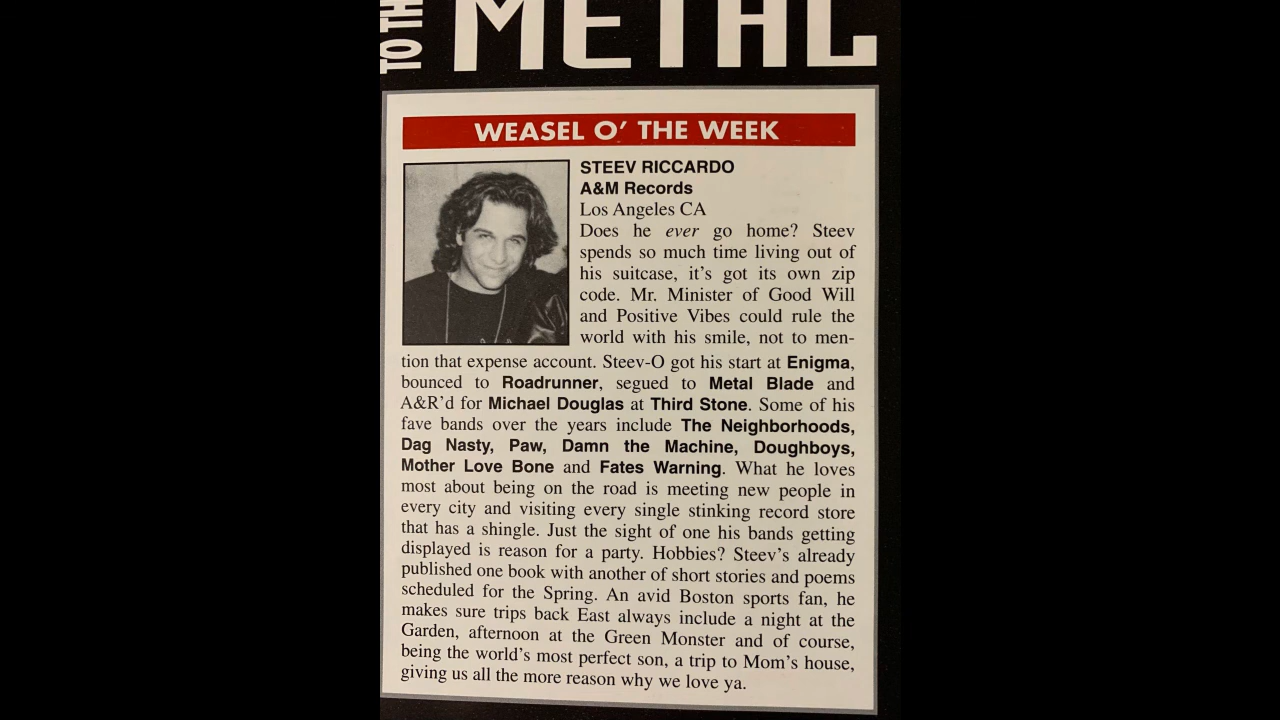 TO TH
METAL
WEASEL O' THE WEEK
STEEV RICCARDO
A&M Records
Los Angeles CA
Does he ever go home? Steev
spends so much time living out of
his suitcase, it's got its own zip
code. Mr. Minister of Good Will
and Positive Vibes could rule the
world with his smile, not to men-
tion that expense account. Steev-O got his start at Enigma,
bounced to Roadrunner, segued to Metal Blade and
A&R'd for Michael Douglas at Third Stone. Some of his
fave bands over the years include The Neighborhoods,
Dag Nasty, Paw, Damn the Machine, Doughboys,
Mother Love Bone and Fates Warning. What he loves
most about being on the road is meeting new people in
every city and visiting every single stinking record store
that has a shingle. Just the sight of one his bands getting
displayed is reason for a party. Hobbies? Steev's already
published one book with another of short stories and poems
scheduled for the Spring. An avid Boston sports fan, he
makes sure trips back East always include a night at the
Garden, afternoon at the Green Monster and of course,
being the world's most perfect son, a trip to Mom's house,
giving us all the more reason why we love ya.